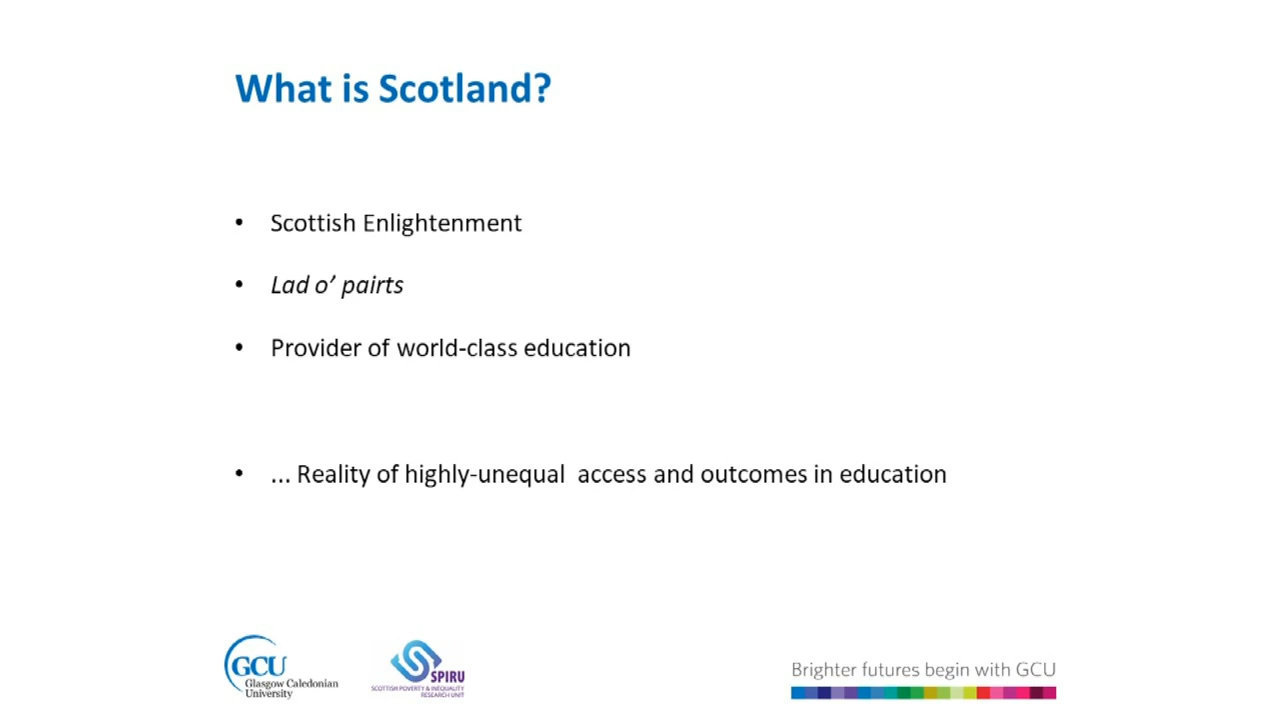 What is Scotland?
• Scottish Enlightenment
• Lad o’ pairts
• Provider of world-class education
• ... Reality of highly-unequal  access and outcomes in education
GCU
Glasgow Caledonian
University
SPIRU
SCOTTISH POVERTY & INEQUALITY
RESEARCH UNIT
Brighter futures begin with GCU